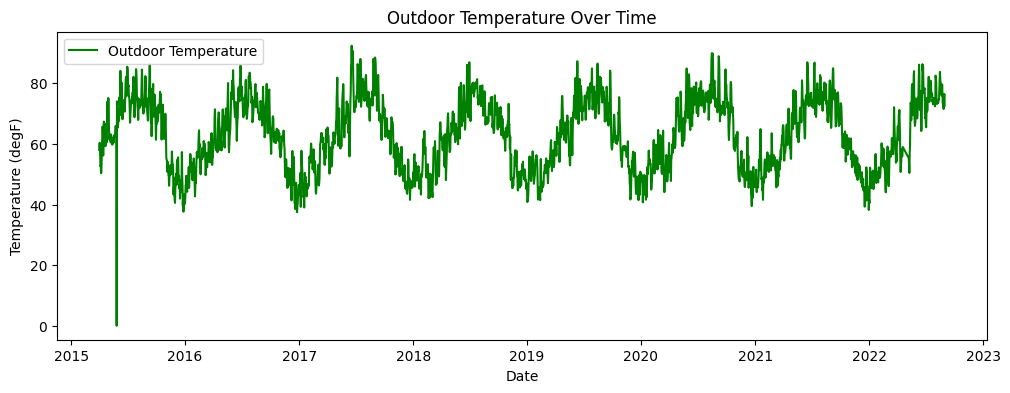 Outdoor Temperature Over Time
Outdoor Temperature
Temperature (degF)
80
60
40
20
0
2015 2016 2017 2018 2019 2020 2021 2022 2023
Date